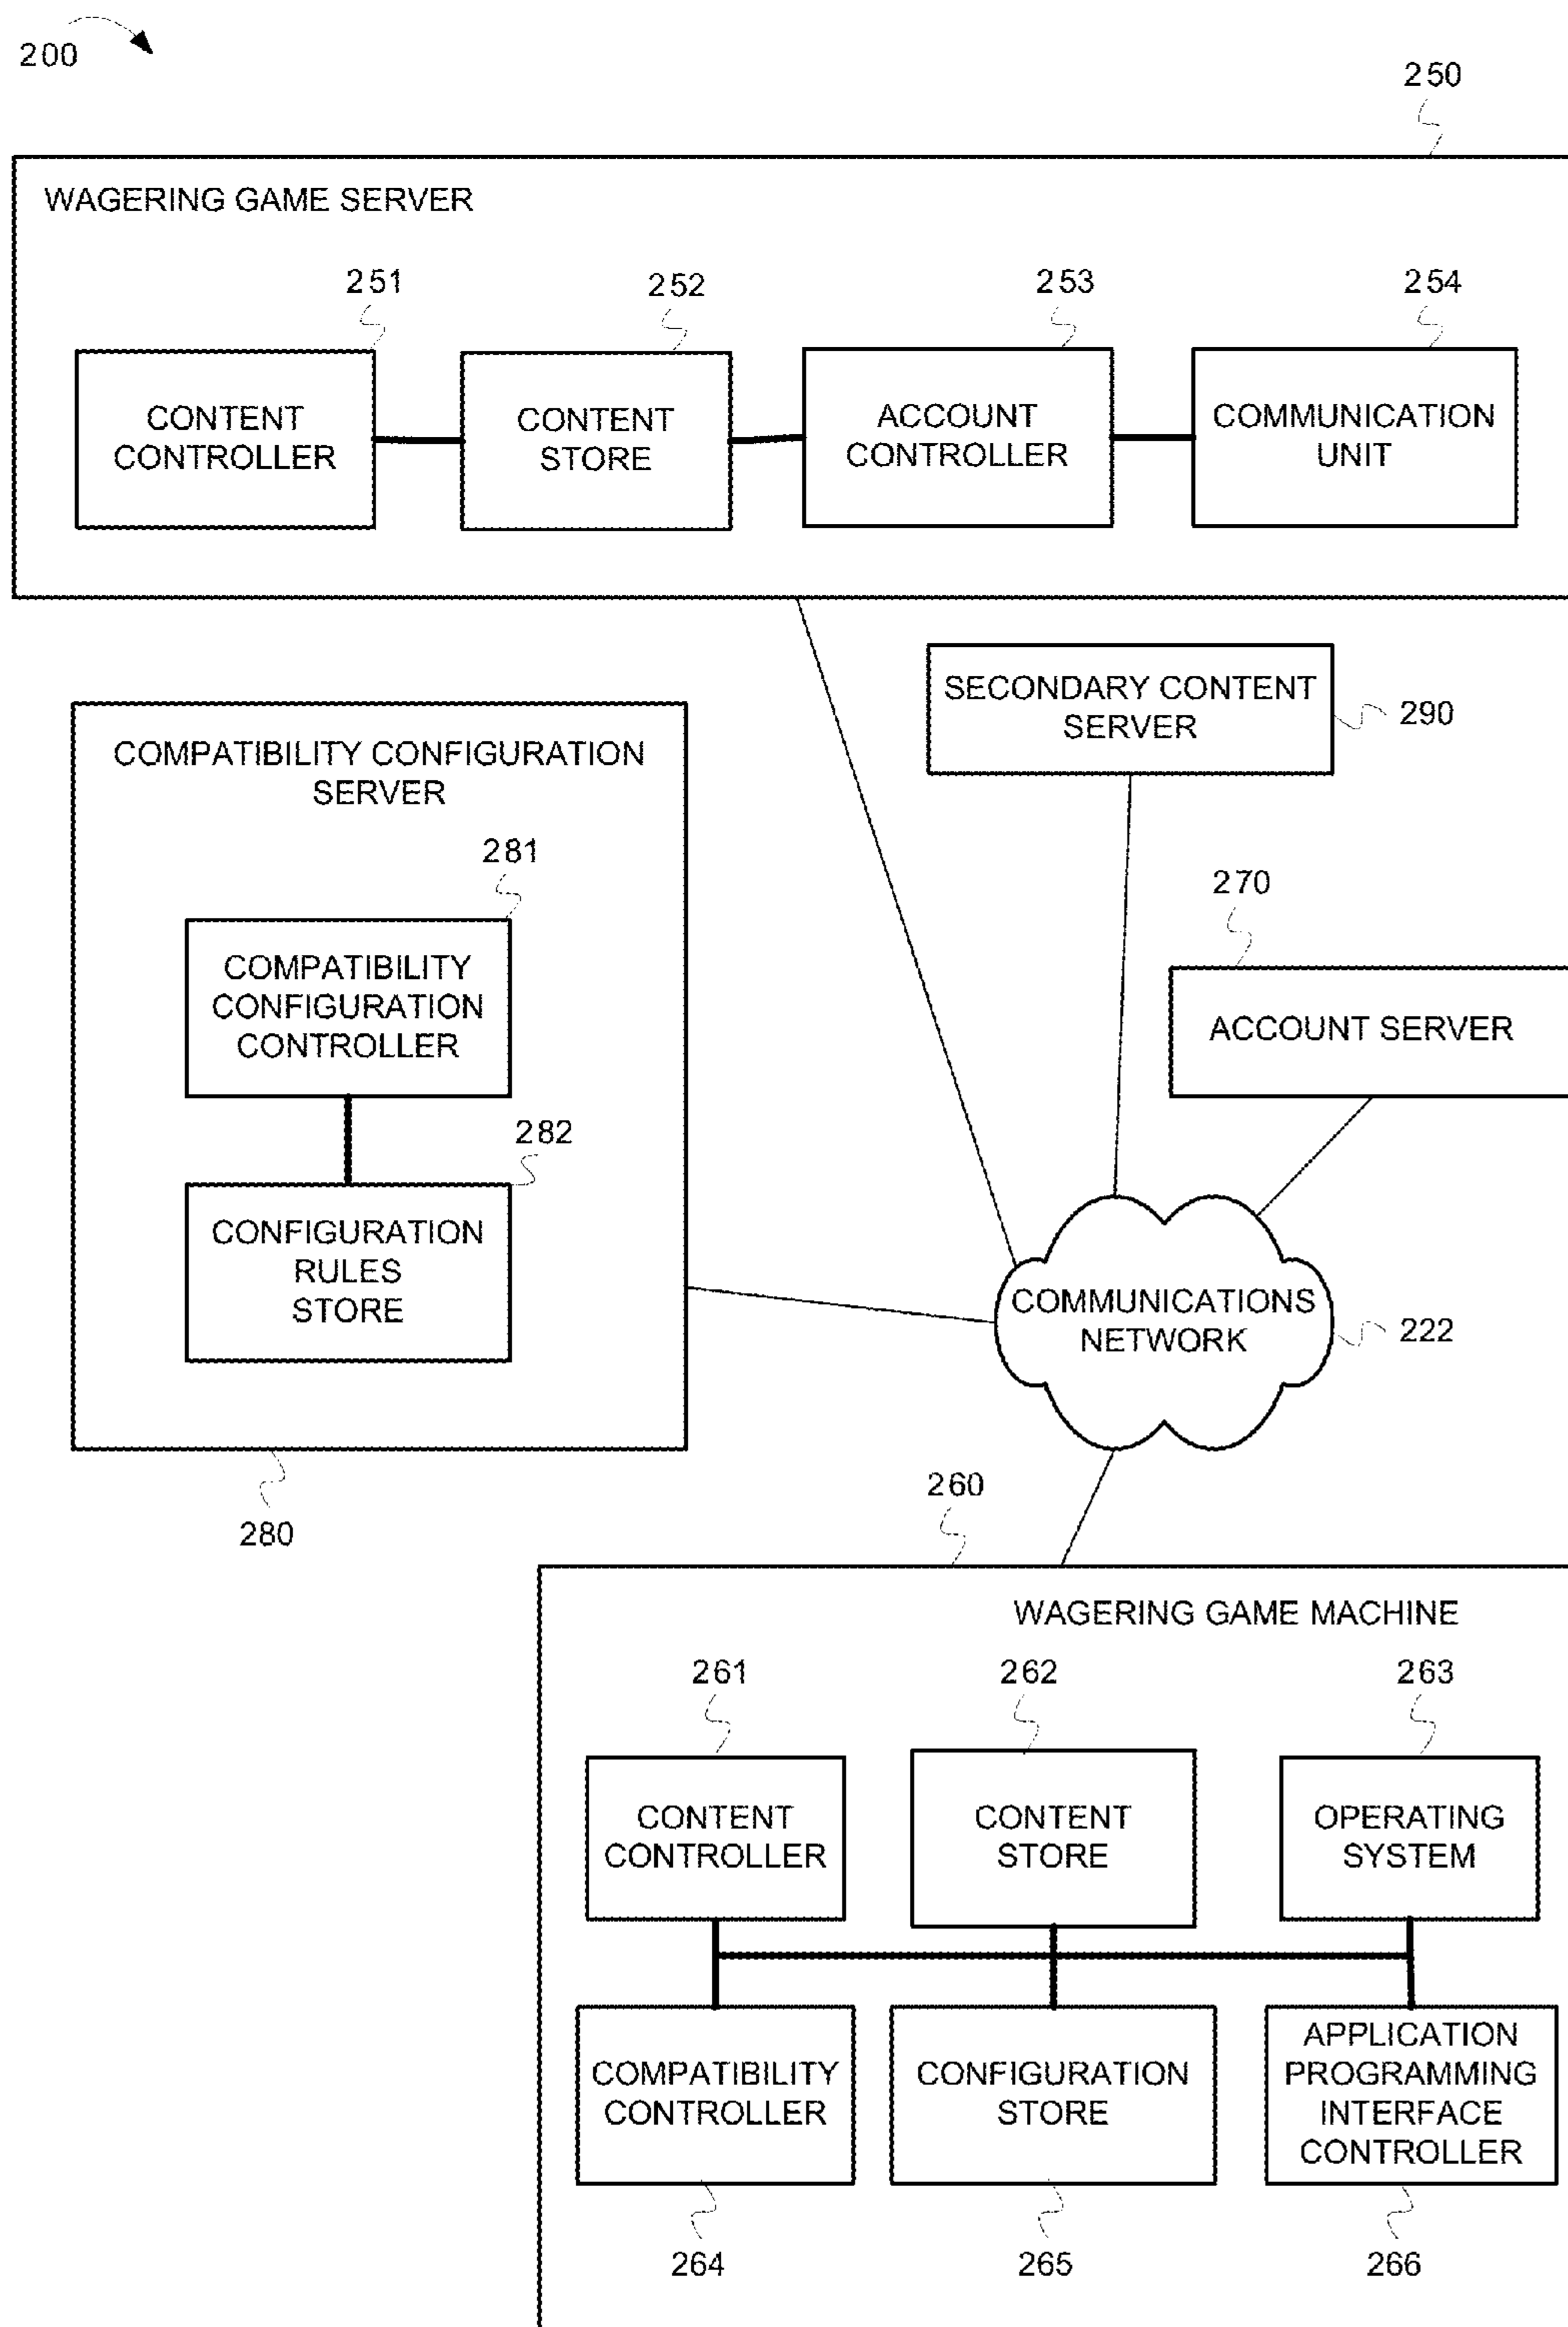 200
250
WAGERING GAME SERVER
251
252
253
254
CONTENT
CONTROLLER
CONTENT
STORE
ACCOUNT
CONTROLLER
COMMUNICATION
UNIT
SECONDARY CONTENT
SERVER
290
COMPATIBILITY CONFIGURATION
SERVER
281
COMPATIBILITY
CONFIGURATION
CONTROLLER
282
CONFIGURATION
RULES
STORE
280
270
ACCOUNT SERVER
COMMUNICATIONS
NETWORK
222
260
WAGERING GAME MACHINE
261
262
263
CONTENT
CONTROLLER
CONTENT
STORE
OPERATING
SYSTEM
COMPATIBILITY
CONTROLLER
CONFIGURATION
STORE
APPLICATION
PROGRAMMING
INTERFACE
CONTROLLER
264
265
266